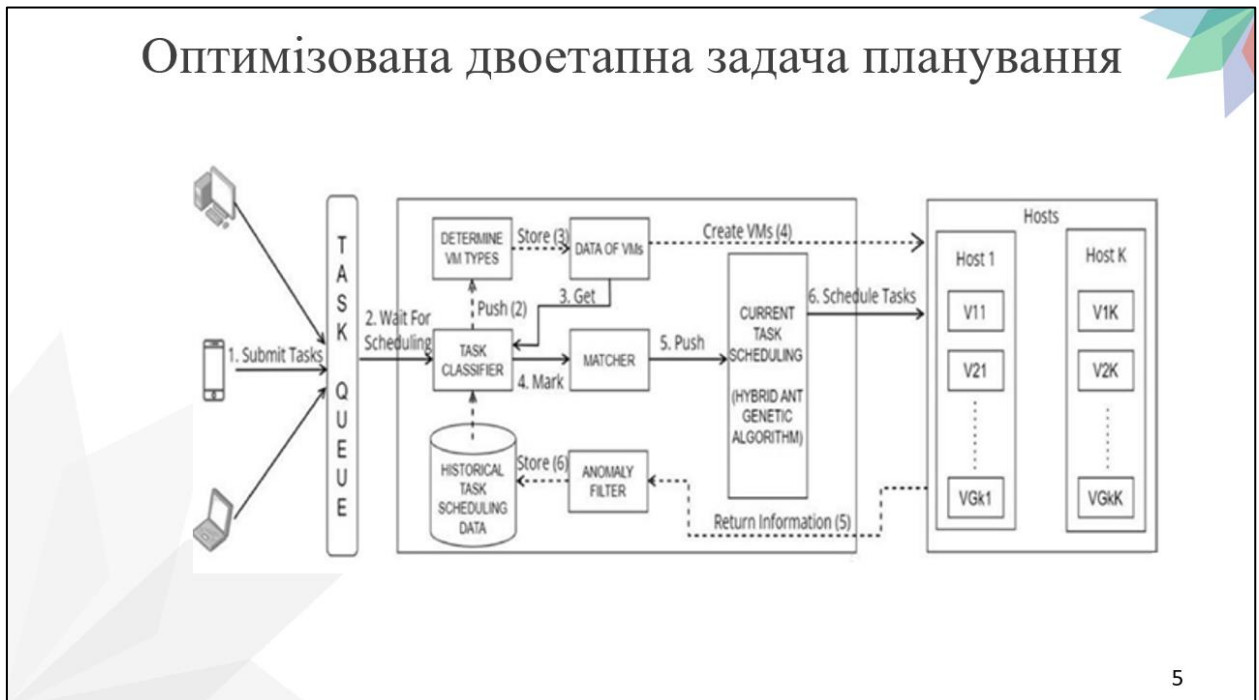 Оптимізована двоетапна задача планування
1. Submit Tasks
T
A
S
K
Q
U
E
U
E
2. Wait For
Scheduling
DETERMINE
VM TYPES
Store (3)
DATA OF VMs
Create VMs (4)
Push (2)
3. Get
TASK
CLASSIFIER
4. Mark
MATCHER
5. Push
CURRENT
TASK
SCHEDULING
(HYBRID ANT
GENETIC
ALGORITHM)
6. Schedule Tasks
HISTORICAL
TASK
SCHEDULING
DATA
Store (6)
ANOMALY
FILTER
Return Information (5)
Hosts
Host 1
V11
V21
VGk1
Host K
V1K
V2K
VGkK
5